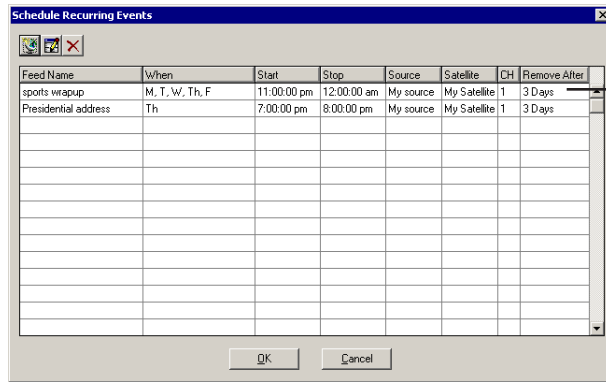 Schedule Recurring Events
Feed Name When Start Stop Source Satellite CH Remove After
sports wrapup M, T, W, Th, F 11:00:00 pm 12:00:00 am My source My Satellite 1 3 Days
Presidential address Th 7:00:00 pm 8:00:00 pm My source My Satellite 1 3 Days
OK Cancel